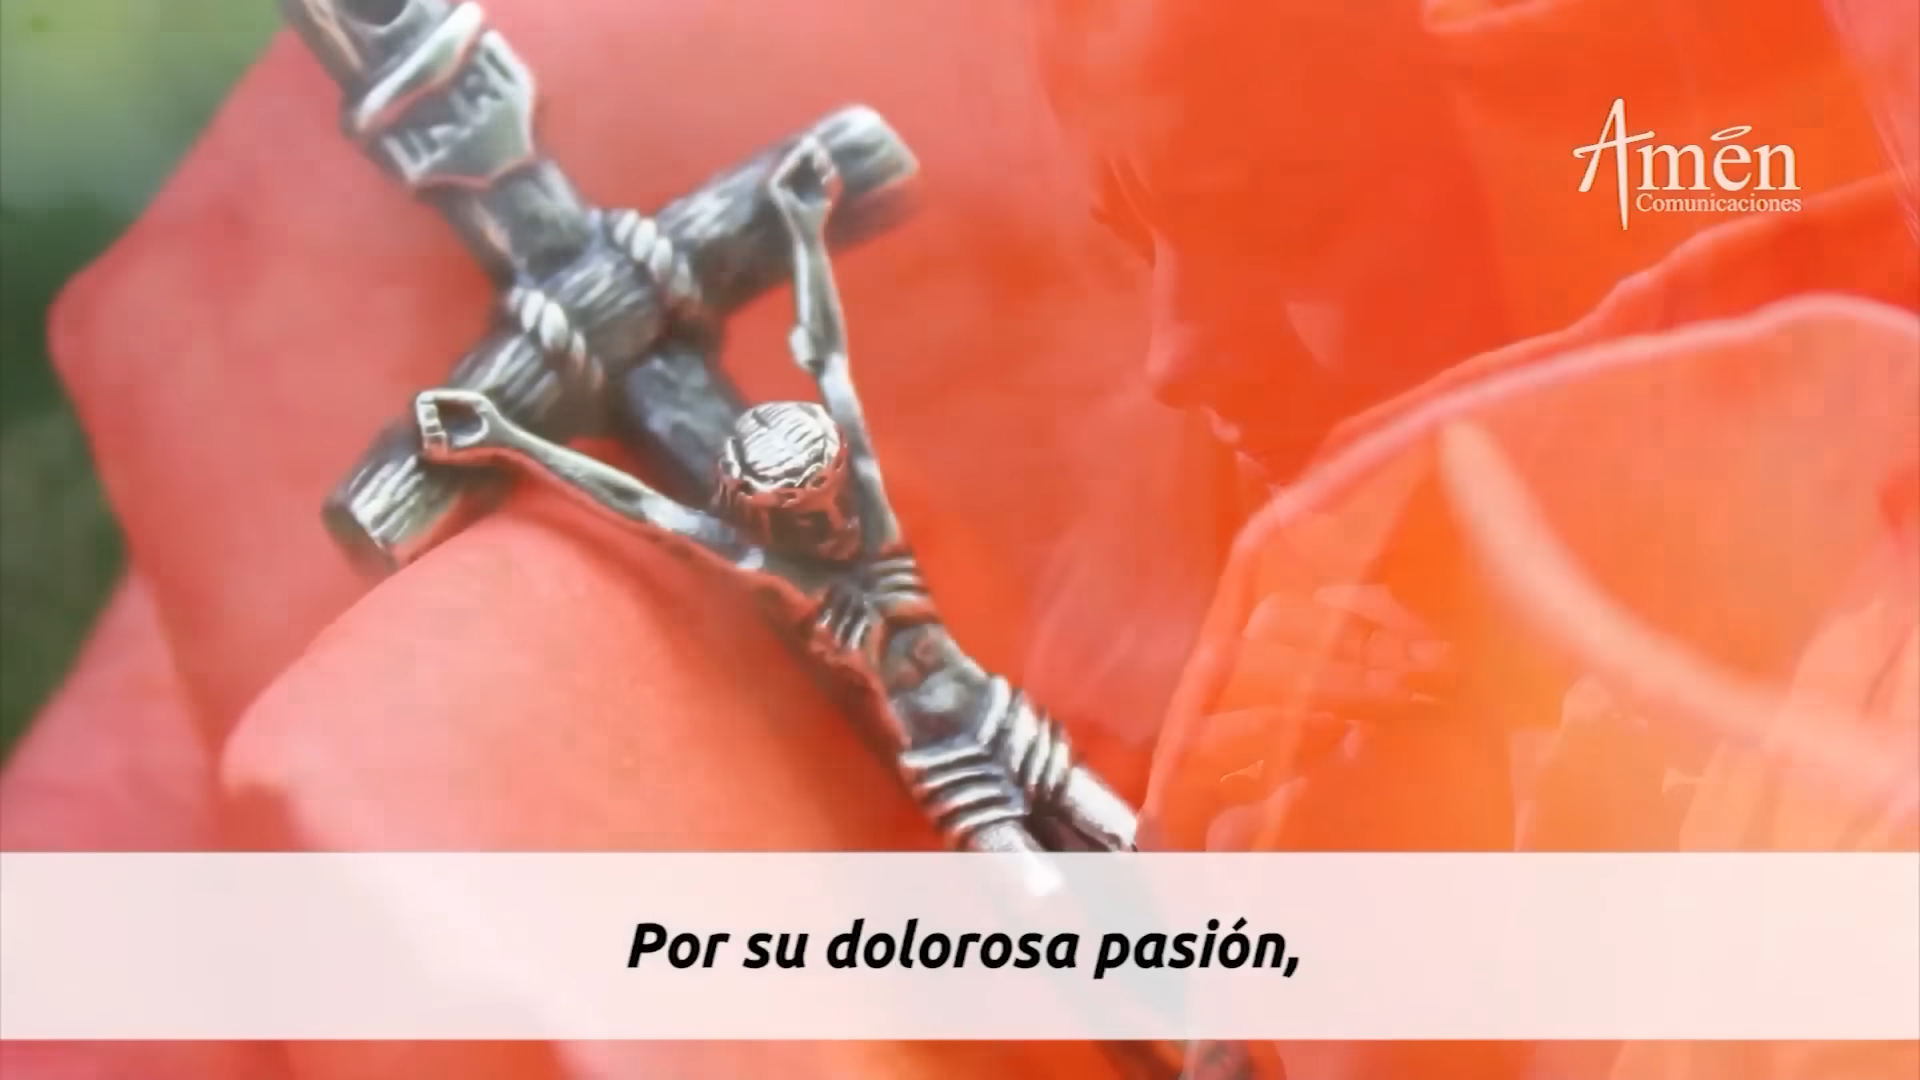 Amén
Comunicaciones
Por su dolorosa pasión,